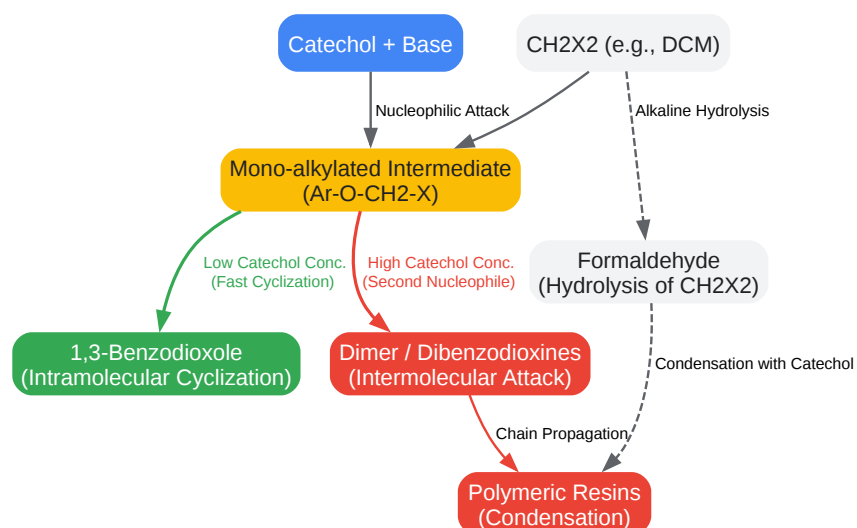 Catechol + Base
CH2X2 (e.g., DCM)
Nucleophilic Attack
Alkaline Hydrolysis
Mono-alkylated Intermediate
(Ar-O-CH2-X)
Low Catechol Conc.
(Fast Cyclization)
High Catechol Conc.
(Second Nucleophile)
Formaldehyde
(Hydrolysis of CH2X2)
1,3-Benzodioxole
(Intramolecular Cyclization)
Dimer / Dibenzodioxines
(Intermolecular Attack)
Condensation with Catechol
Chain Propagation
Polymeric Resins
(Condensation)